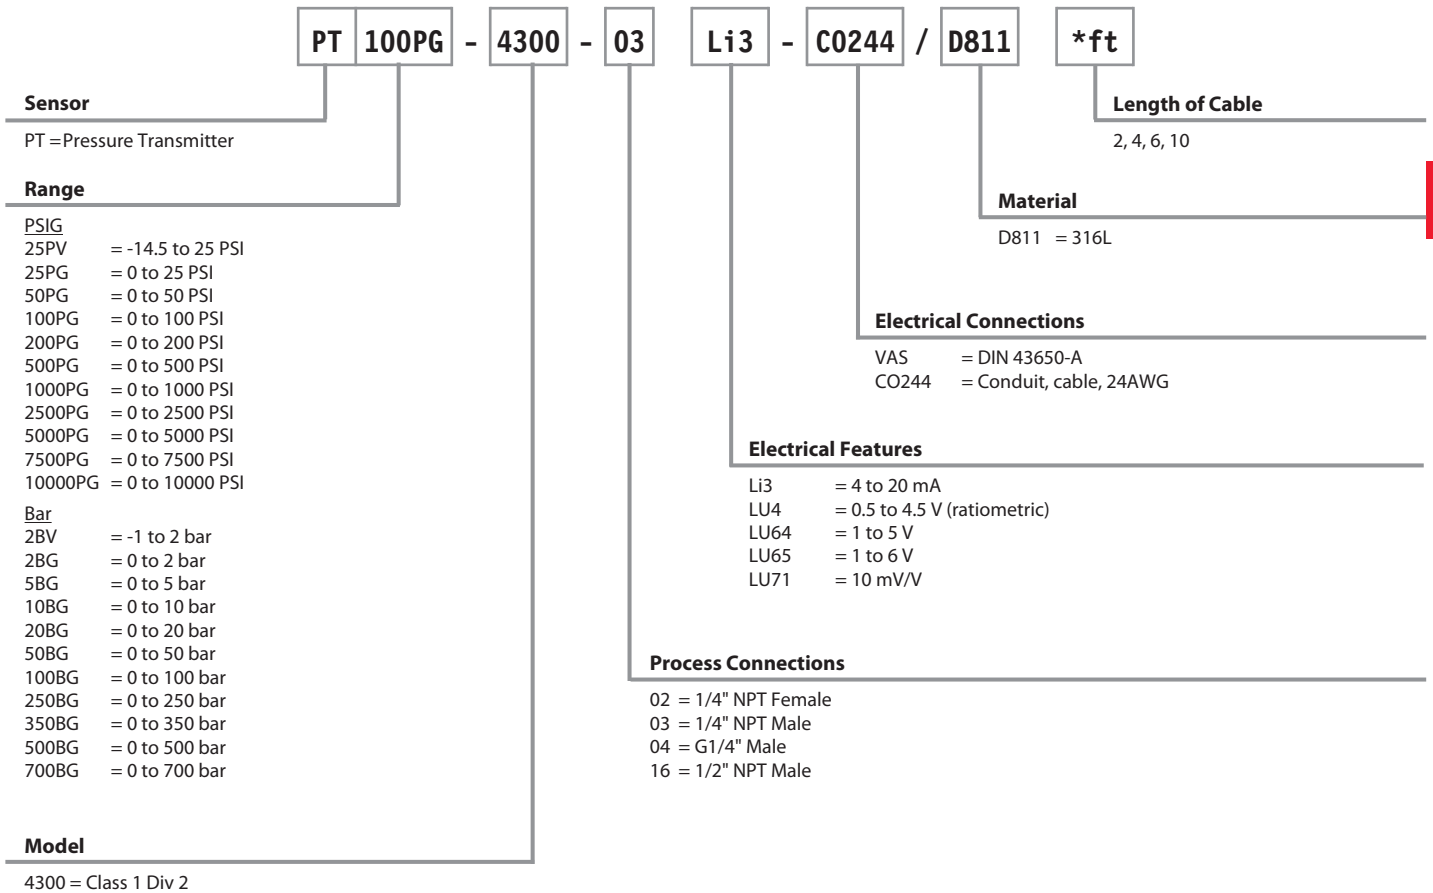 PT 100PG - 4300 - 03 Li3 - CO244 / D811 *ft
Sensor
PT =Pressure Transmitter
Range
PSIG
25PV = -14.5 to 25 PSI
25PG = 0 to 25 PSI
50PG = 0 to 50 PSI
100PG = 0 to 100 PSI
200PG = 0 to 200 PSI
500PG = 0 to 500 PSI
1000PG = 0 to 1000 PSI
2500PG = 0 to 2500 PSI
5000PG = 0 to 5000 PSI
7500PG = 0 to 7500 PSI
10000PG = 0 to 10000 PSI
Bar
2BV = -1 to 2 bar
2BG = 0 to 2 bar
5BG = 0 to 5 bar
10BG = 0 to 10 bar
20BG = 0 to 20 bar
50BG = 0 to 50 bar
100BG = 0 to 100 bar
250BG = 0 to 250 bar
350BG = 0 to 350 bar
500BG = 0 to 500 bar
700BG = 0 to 700 bar
Model
4300 = Class 1 Div 2
Process Connections
02 = 1/4" NPT Female
03 = 1/4" NPT Male
04 = G1/4" Male
16 = 1/2" NPT Male
Electrical Features
Li3 = 4 to 20 mA
LU4 = 0.5 to 4.5 V (ratiometric)
LU64 = 1 to 5 V
LU65 = 1 to 6 V
LU71 = 10 mV/V
Electrical Connections
VAS = DIN 43650-A
CO244 = Conduit, cable, 24AWG
Material
D811 = 316L
Length of Cable
2, 4, 6, 10